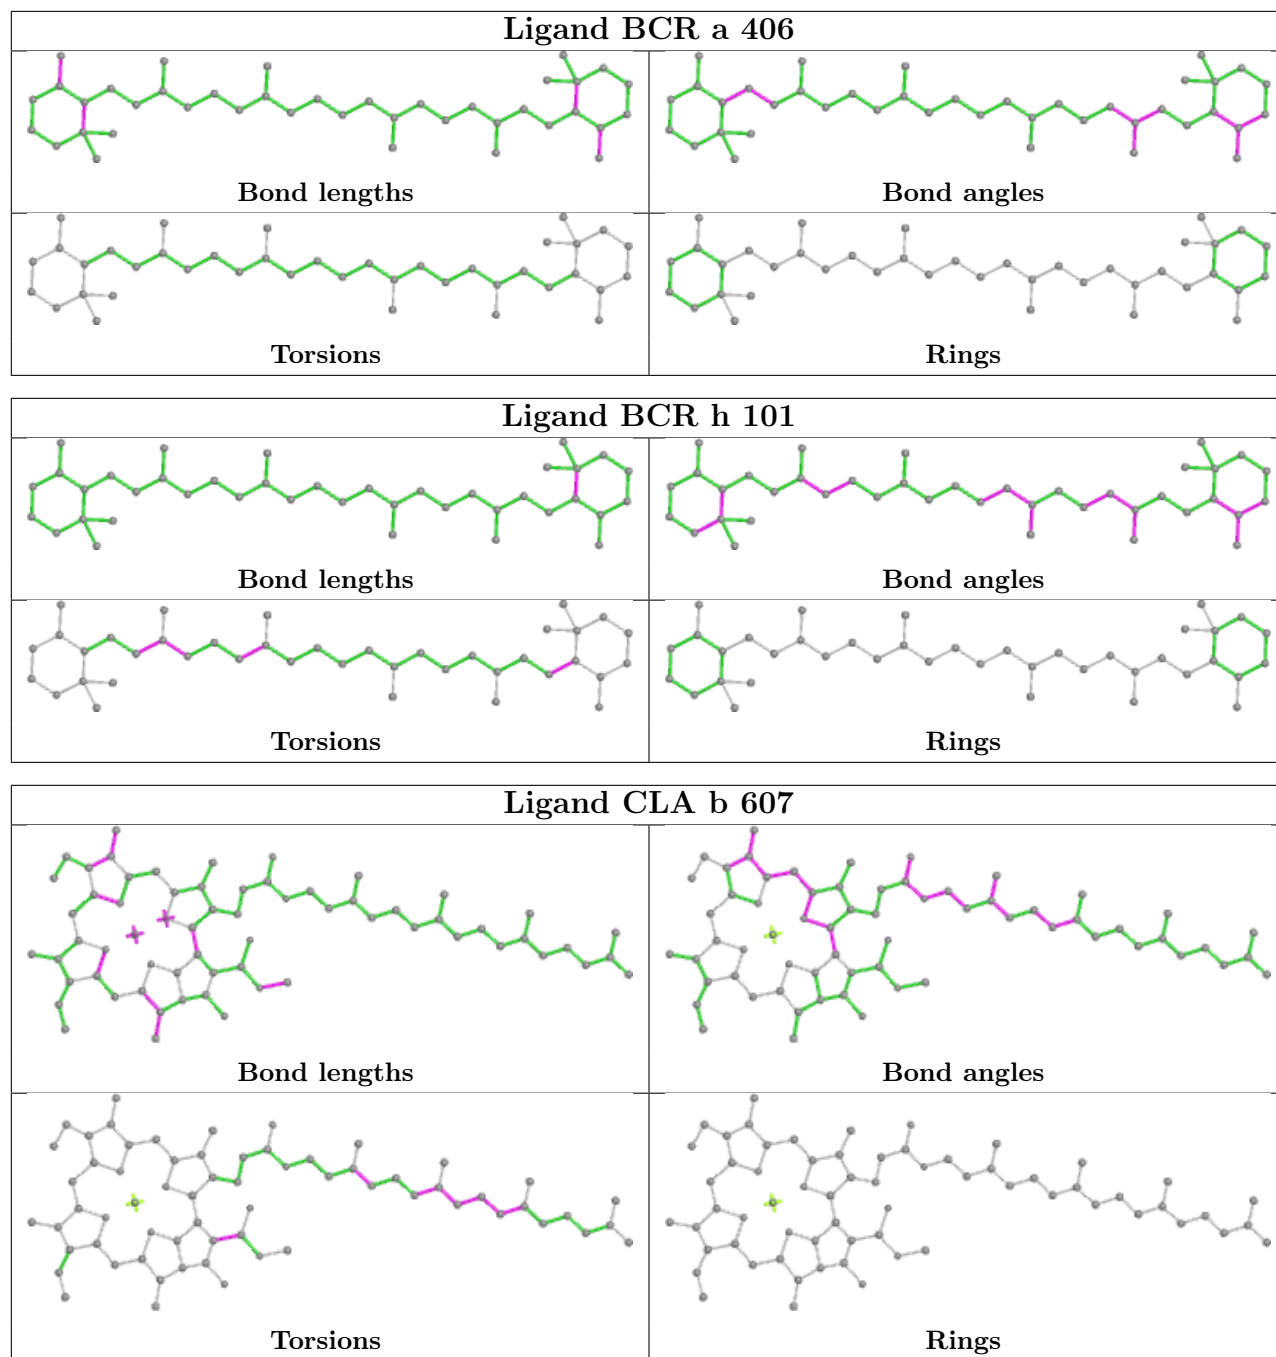 Ligand BCR a 406
Bond lengths
Bond angles
Torsions
Rings
Ligand BCR h 101
Bond lengths
Bond angles
Torsions
Rings
Ligand CLA b 607
Bond lengths
Bond angles
Torsions
Rings